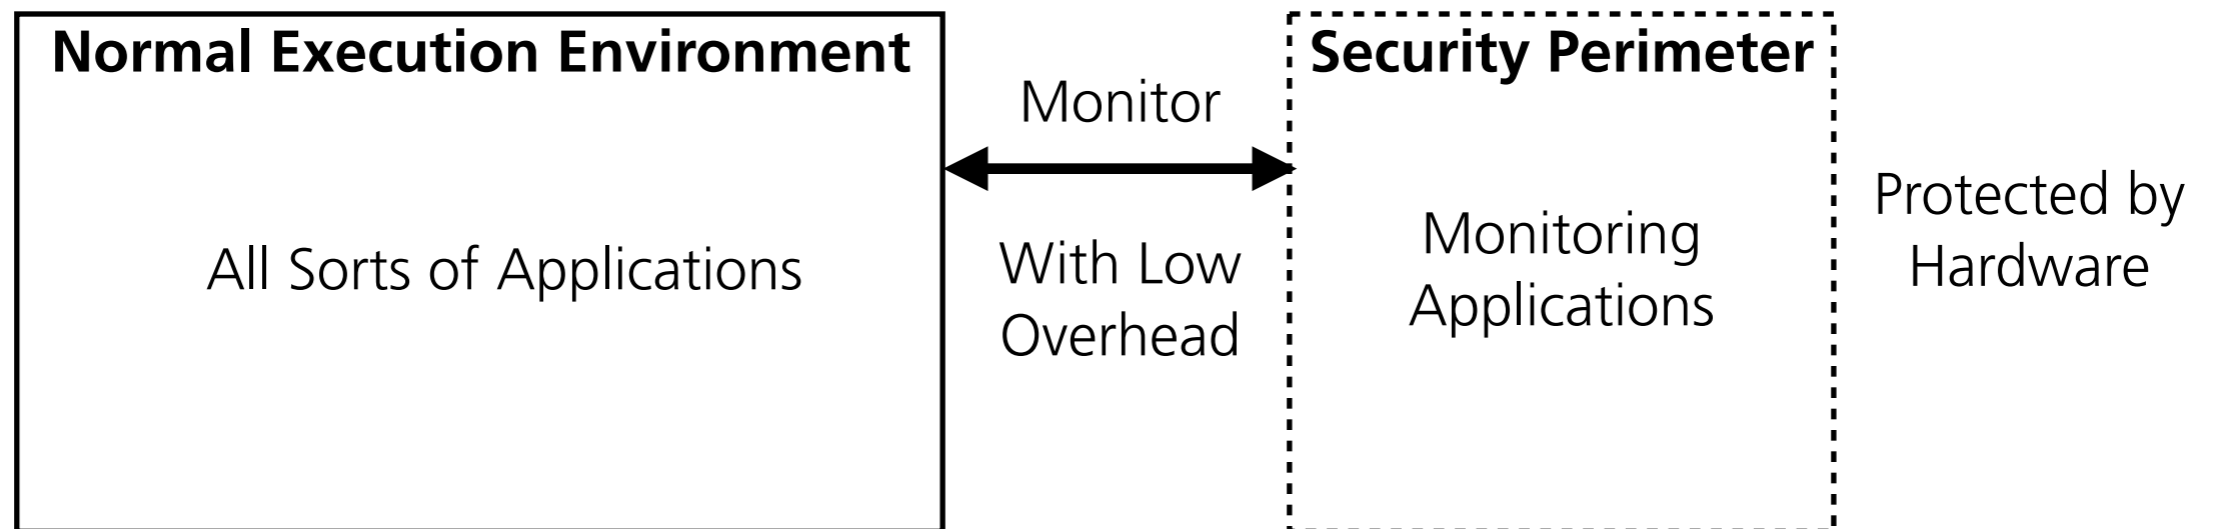 Normal Execution Environment
All Sorts of Applications
Monitor
With Low
Overhead
Security Perimeter
Monitoring
Applications
Protected by
Hardware